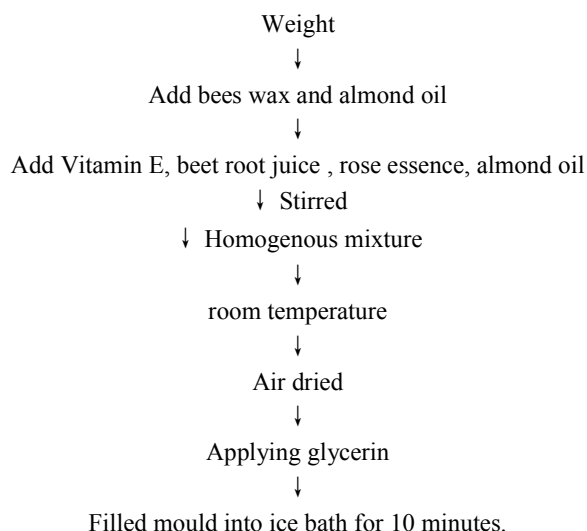 Weight
↓
Add bees wax and almond oil
↓
Add Vitamin E, beet root juice , rose essence, almond oil
↓ Stirred
↓ Homogenous mixture
↓
room temperature
↓
Air dried
↓
Applying glycerin
↓
Filled mould into ice bath for 10 minutes.